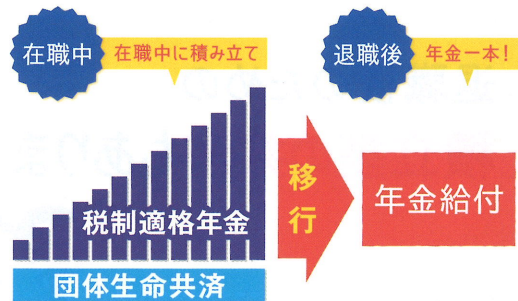 在職中
在職中に積み立て
退職後
年金一本!
税制適格年金
団体生命共済
移行
年金給付